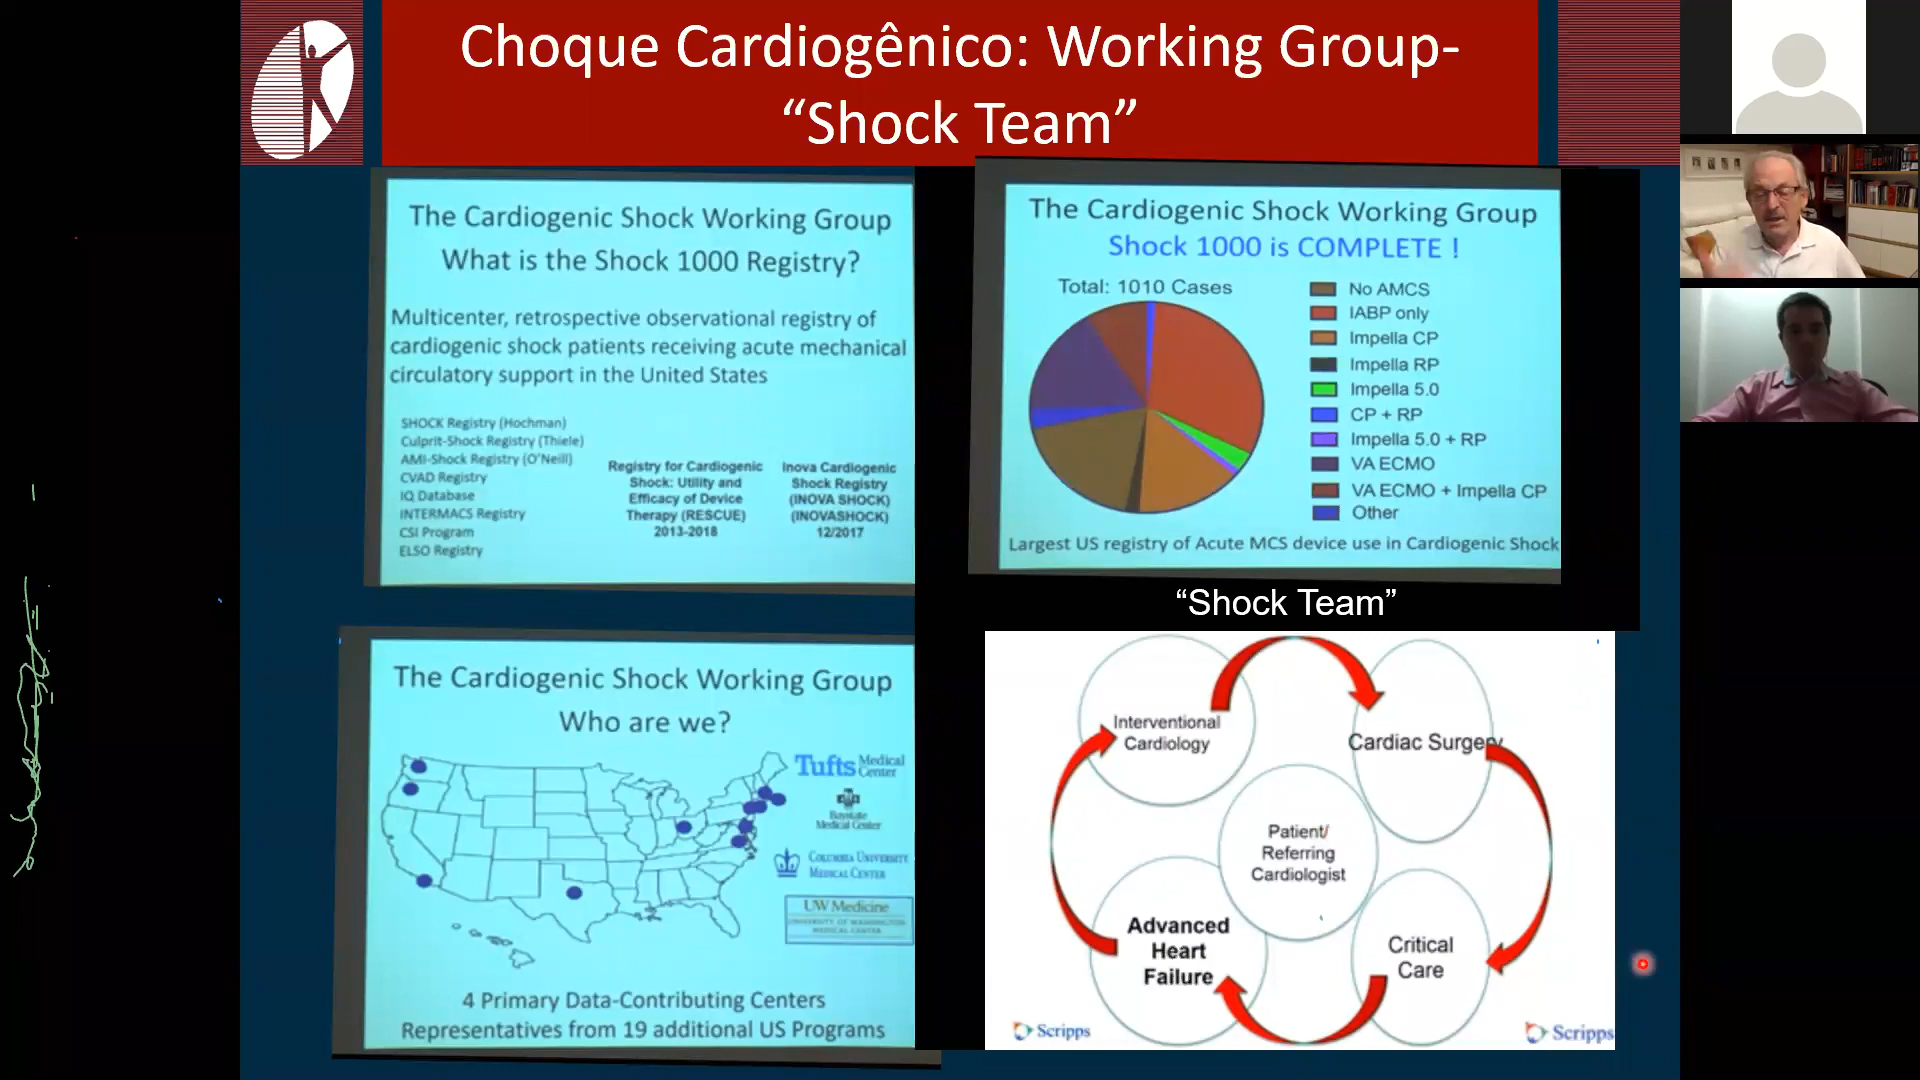 Choque Cardiogênico: Working Group-
“Shock Team”
The Cardiogenic Shock Working Group
What is the Shock 1000 Registry?
Multicenter, retrospective observational registry of
cardiogenic shock patients receiving acute mechanical
circulatory support in the United States
SHOCK Registry (Hochman)
Culprit-Shock Registry (Thiele)
AMI-Shock Registry (O'Neill)
CVAD Registry
IQ Database
INTERMACS Registry
CSI Program
ELSO Registry
Registry for Cardiogenic
Shock: Utility and
Efficacy of Device
Therapy (RESCUE)
2013-2018
Inova Cardiogenic
Shock Registry
(INOVA SHOCK)
(INOVASHOCK)
12/2017
The Cardiogenic Shock Working Group
Shock 1000 is COMPLETE !
Total: 1010 Cases
No AMCS
IABP only
Impella CP
Impella RP
Impella 5.0
CP + RP
Impella 5.0 + RP
VA ECMO
VA ECMO + Impella CP
Other
Largest US registry of Acute MCS device use in Cardiogenic Shock
The Cardiogenic Shock Working Group
Who are we?
Tufts Medical
Center
Baystate
Medical Center
COLUMBIA UNIVERSITY
MEDICAL CENTER
UW Medicine
UNIVERSITY OF WASHINGTON
MEDICAL CENTER
4 Primary Data-Contributing Centers
Representatives from 19 additional US Programs
“Shock Team”
Interventional
Cardiology
Cardiac Surgery
Patient/
Referring
Cardiologist
Advanced
Heart
Failure
Critical
Care
Scripps
Scripps